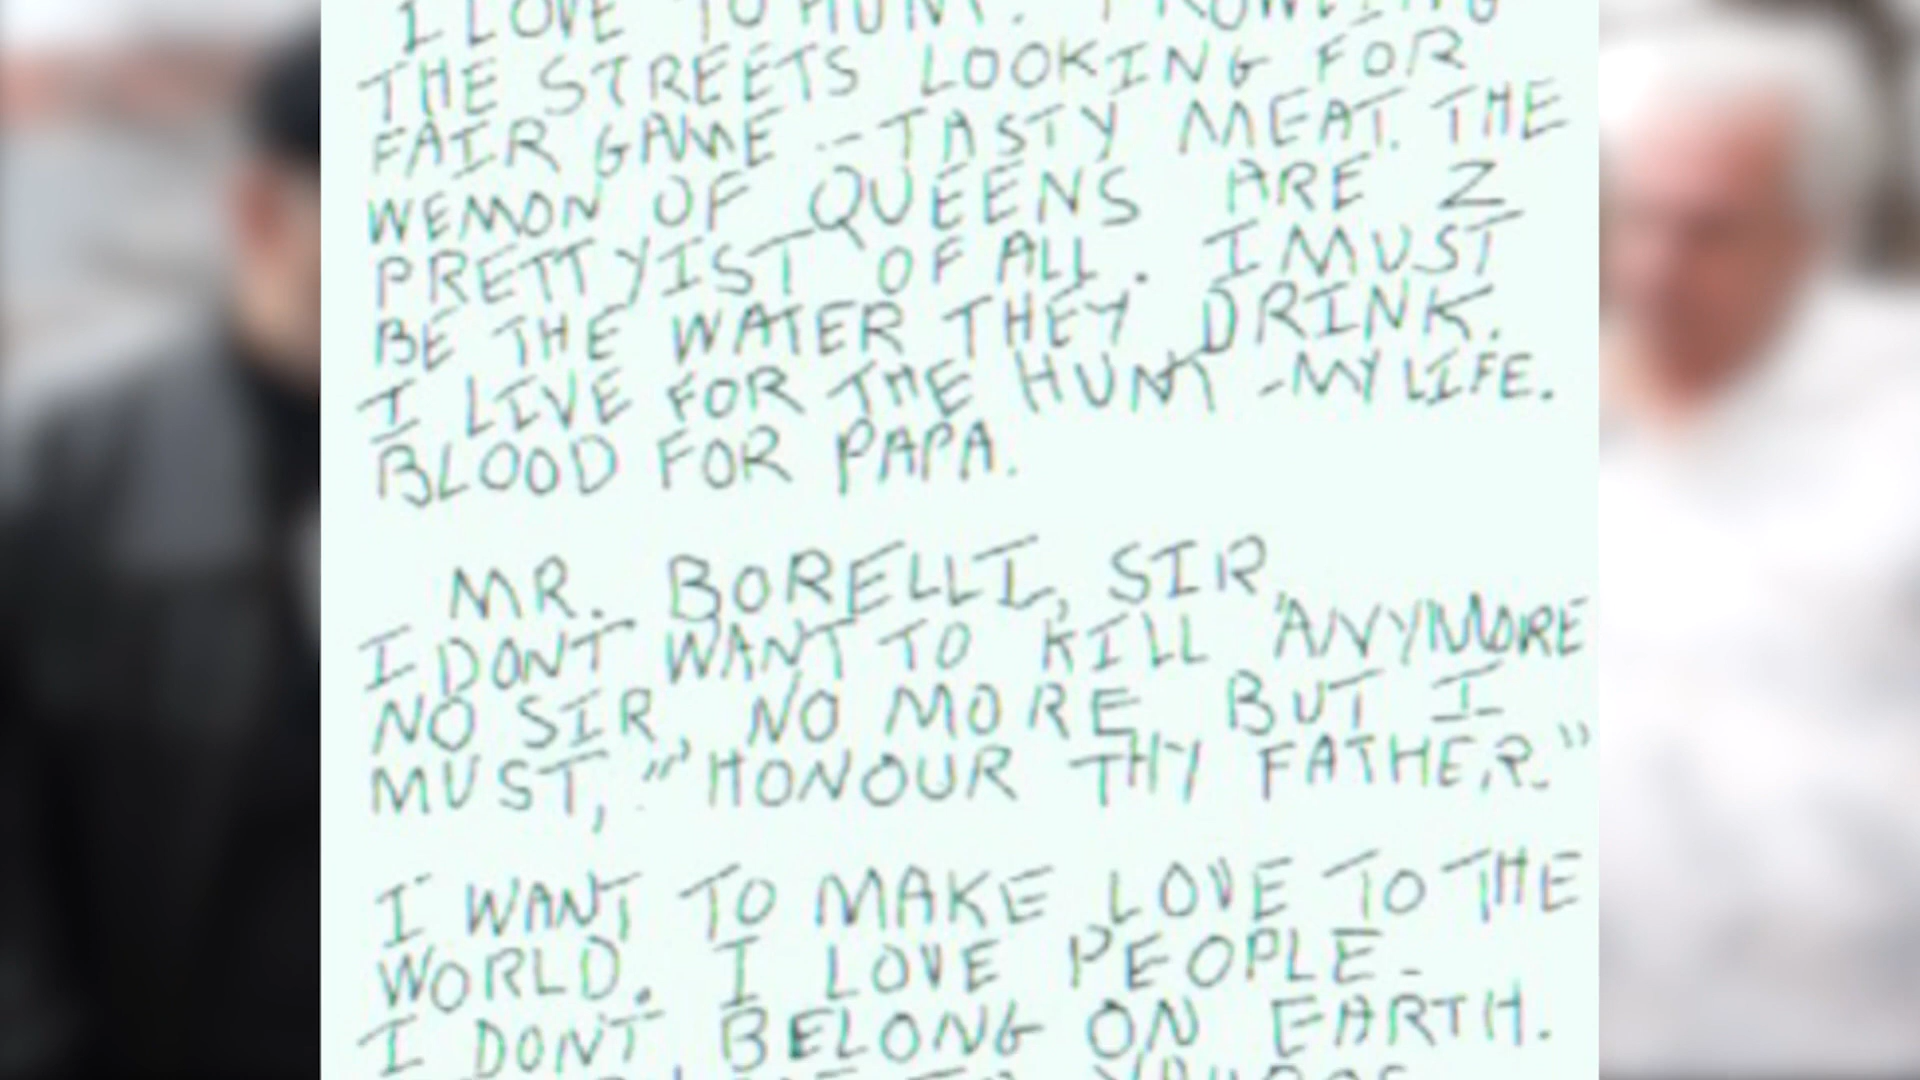 I LOVE TO HUNT. PROWLING
THE STREETS LOOKING FOR
FAIR GAME -- TASTY MEAT. THE
WEMON OF QUEENS ARE Z
PRETTYIST OF ALL. I MUST
BE THE WATER THEY DRINK.
I LIVE FOR THE HUNT - MY LIFE.
BLOOD FOR PAPA.
MR. BORELLI, SIR,
I DONT WANT TO KILL ANYMORE
NO SIR, NO MORE BUT I
MUST, "HONOUR THY FATHER."
I WANT TO MAKE LOVE TO THE
WORLD. I LOVE PEOPLE.
I DON'T BELONG ON EARTH.